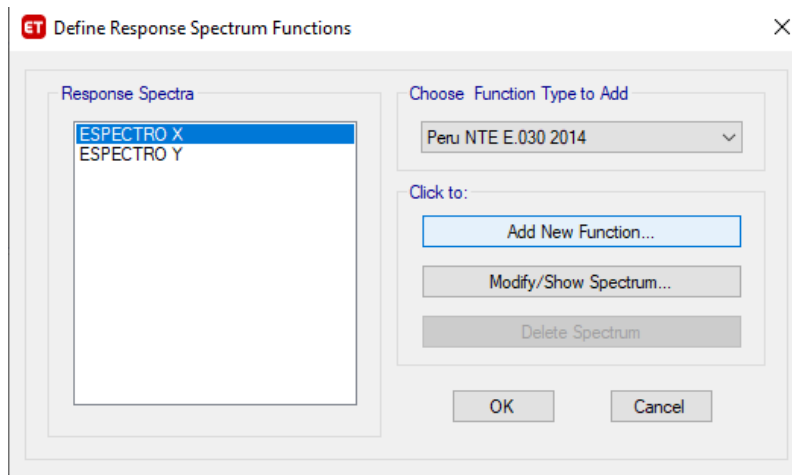 ET Define Response Spectrum Functions
Response Spectra
ESPECTRO X
ESPECTRO Y
Choose Function Type to Add
Peru NTE E.030 2014
Click to:
Add New Function...
Modify/Show Spectrum...
Delete Spectrum
OK
Cancel